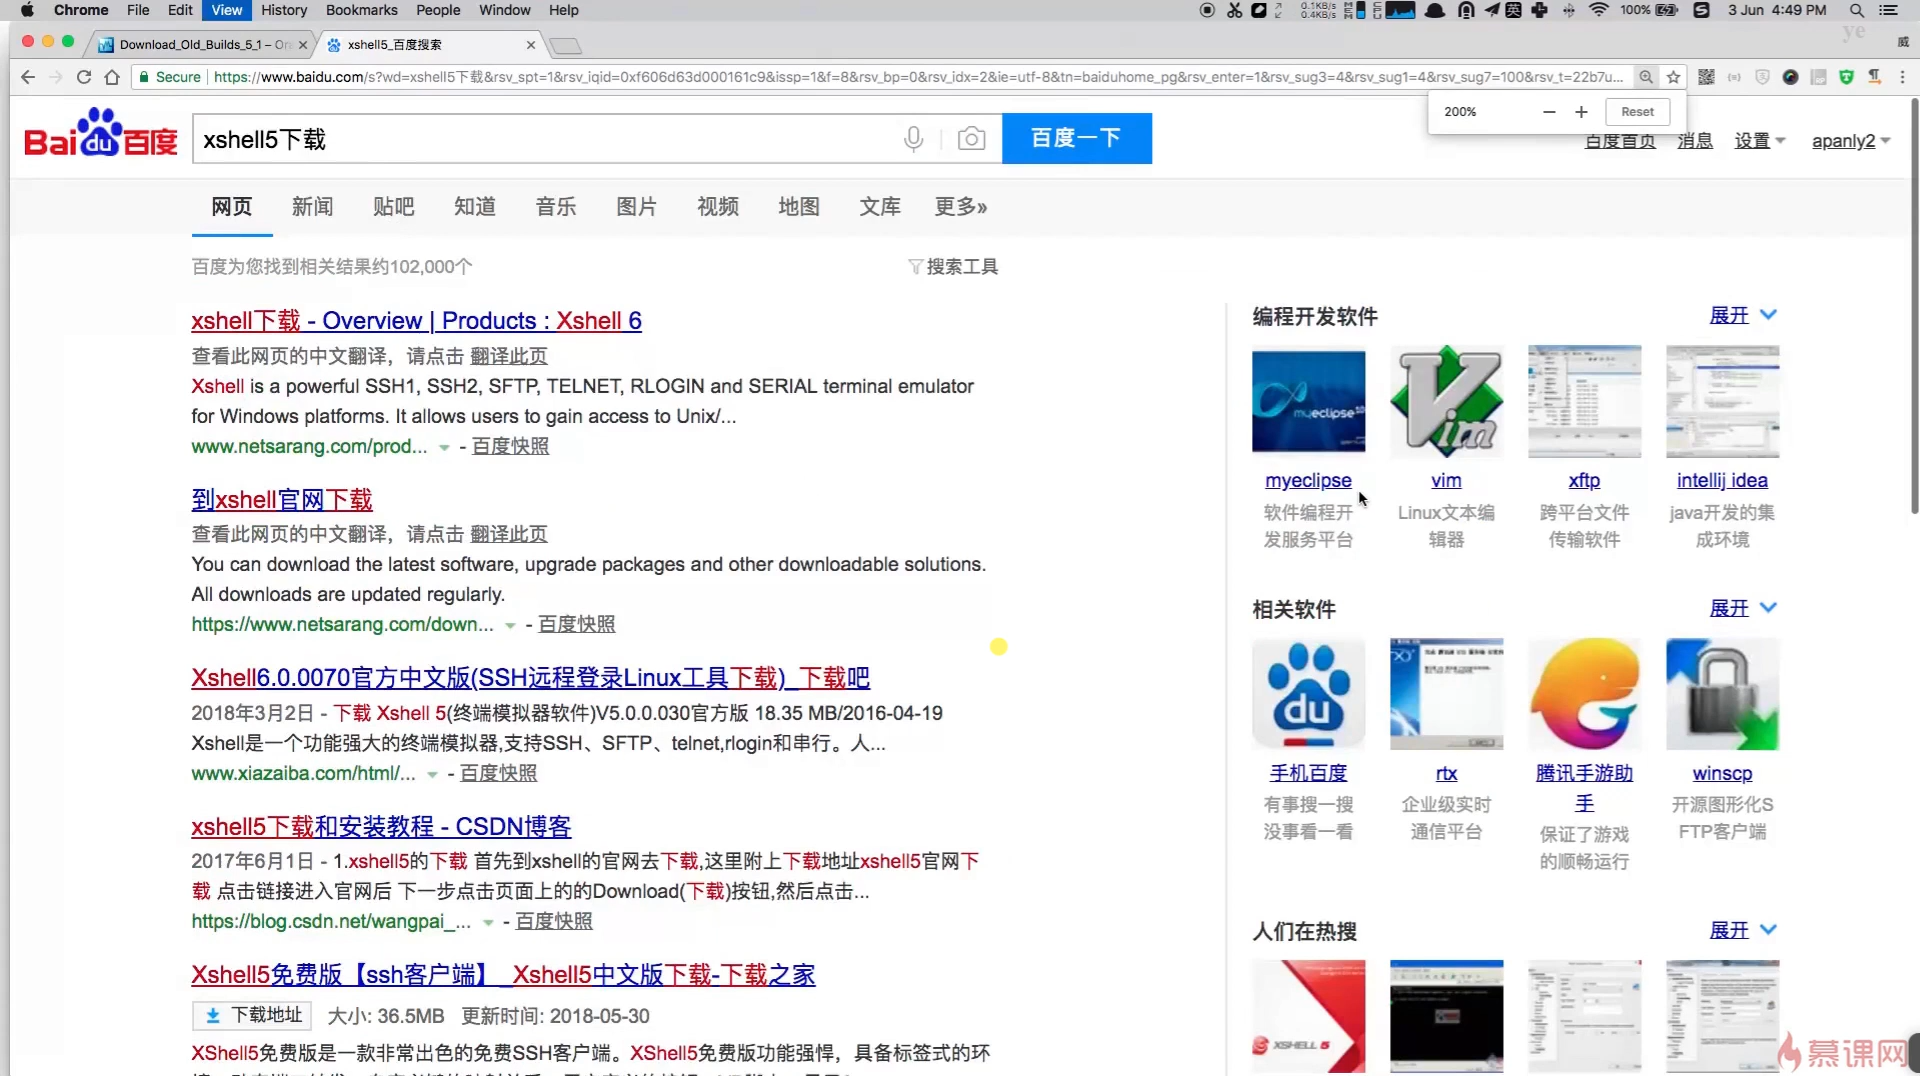 Chrome File Edit View History Bookmarks People Window Help
0.1KB/s
0.4KB/s
100%
3 Jun 4:49 PM
Download_Old_Builds_5_1 – Or
xshell5_百度搜索
Secure
https://www.baidu.com/s?wd=xshell5下载&rsv_spt=1&rsv_iqid=0xf606d63d000161c9&issp=1&f=8&rsv_bp=0&rsv_idx=2&ie=utf-8&tn=baiduhome_pg&rsv_enter=1&rsv_sug3=4&rsv_sug1=4&rsv_sug7=100&rsv_t=22b7u...
200% − + Reset
Bai du 百度
xshell5下载
百度一下
百度首页 消息 设置 apanly2
网页 新闻 贴吧 知道 音乐 图片 视频 地图 文库 更多»
百度为您找到相关结果约102,000个
搜索工具
xshell下载 - Overview | Products : Xshell 6
查看此网页的中文翻译，请点击 翻译此页
Xshell is a powerful SSH1, SSH2, SFTP, TELNET, RLOGIN and SERIAL terminal emulator
for Windows platforms. It allows users to gain access to Unix/...
www.netsarang.com/prod... - 百度快照
到xshell官网下载
查看此网页的中文翻译，请点击 翻译此页
You can download the latest software, upgrade packages and other downloadable solutions.
All downloads are updated regularly.
https://www.netsarang.com/down... - 百度快照
Xshell6.0.0070官方中文版(SSH远程登录Linux工具下载)_下载吧
2018年3月2日 - 下载 Xshell 5(终端模拟器软件)V5.0.0.030官方版 18.35 MB/2016-04-19
Xshell是一个功能强大的终端模拟器,支持SSH、SFTP、telnet,rlogin和串行。人...
www.xiazaiba.com/html/... - 百度快照
xshell5下载和安装教程 - CSDN博客
2017年6月1日 - 1.xshell5的下载 首先到xshell的官网去下载,这里附上下载地址xshell5官网下
载 点击链接进入官网后 下一步点击页面上的的Download(下载)按钮,然后点击...
https://blog.csdn.net/wangpai_... - 百度快照
Xshell5免费版【ssh客户端】_Xshell5中文版下载-下载之家
下载地址 大小: 36.5MB 更新时间: 2018-05-30
XShell5免费版是一款非常出色的免费SSH客户端。XShell5免费版功能强悍，具备标签式的环
编程开发软件 展开
myeclipse vim xftp intellij idea
软件编程开 Linux文本编 跨平台文件 java开发的集
发服务平台 辑器 传输软件 成环境
相关软件 展开
手机百度 rtx 腾讯手游助 winscp
手
有事搜一搜 企业级实时 保证了游戏 开源图形化S
没事看一看 通信平台 的顺畅运行 FTP客户端
人们在热搜 展开
XSHELL 5
慕课网